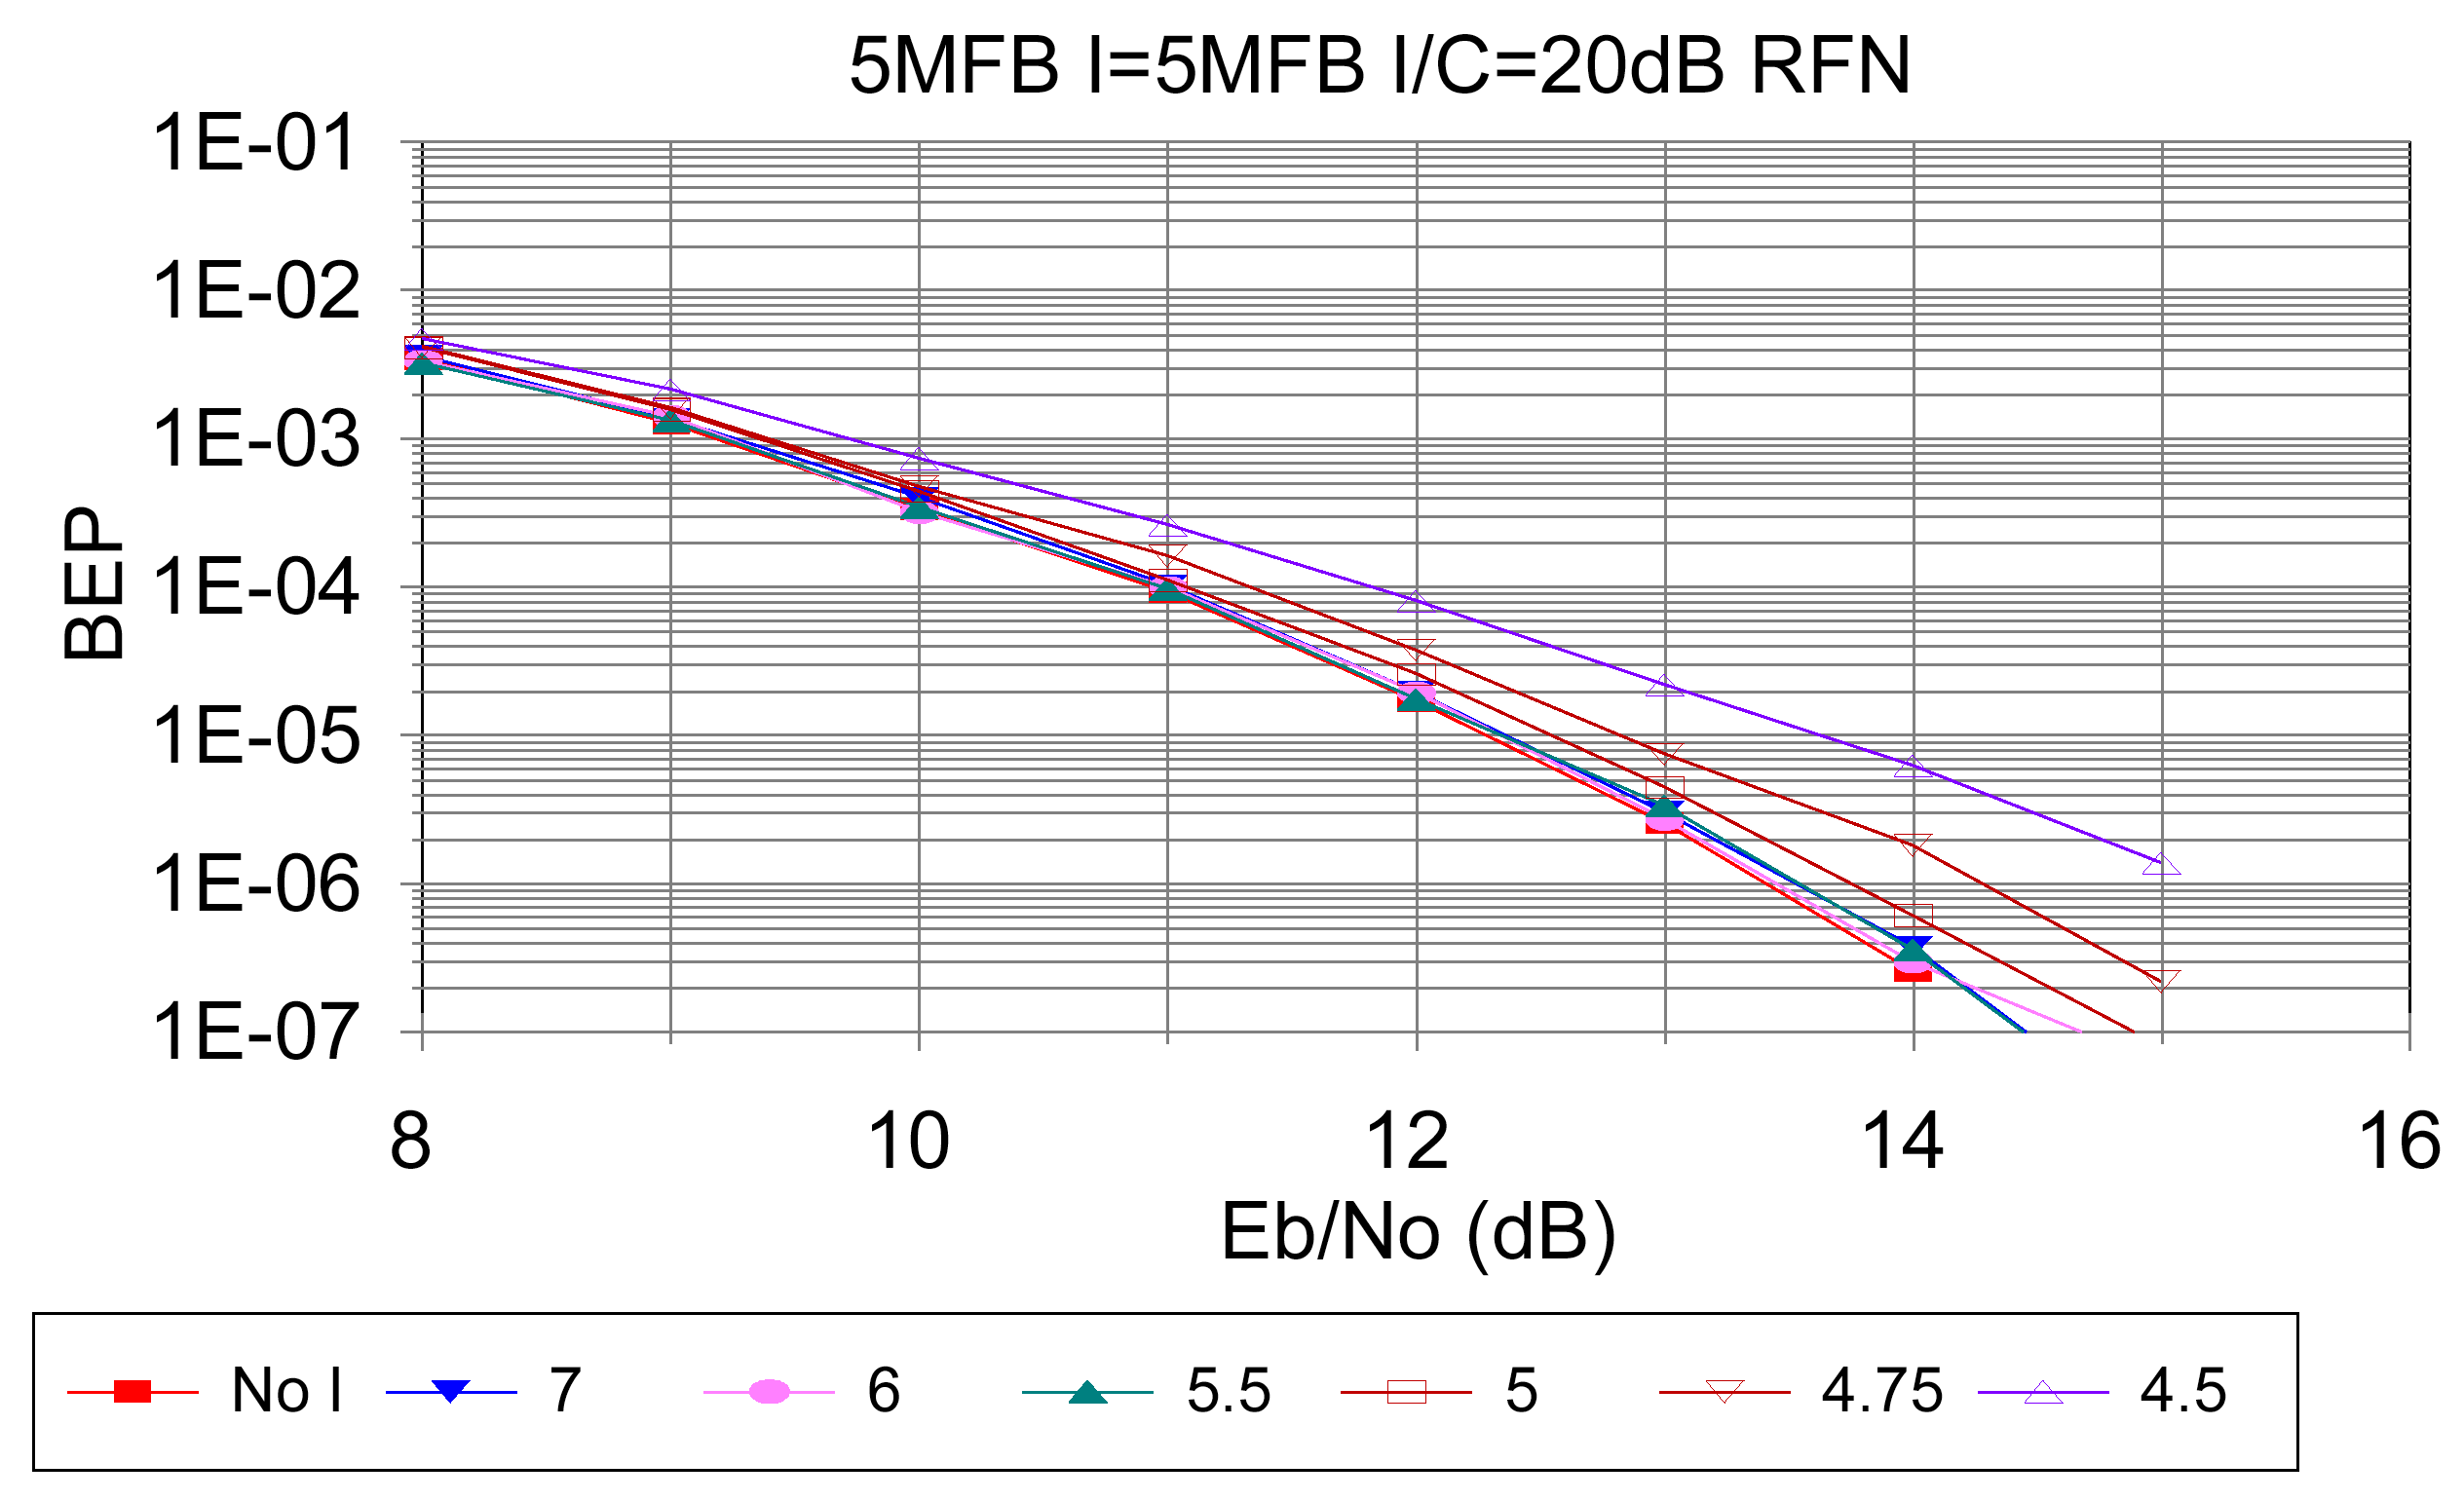 5MFB I=5MFB I/C=20dB RFN
1E-01
1E-02
1E-03
1E-04
1E-05
1E-06
1E-07
BEP
8 10 12 14 16
Eb/No (dB)
No I 7 6 5.5 5 4.75 4.5